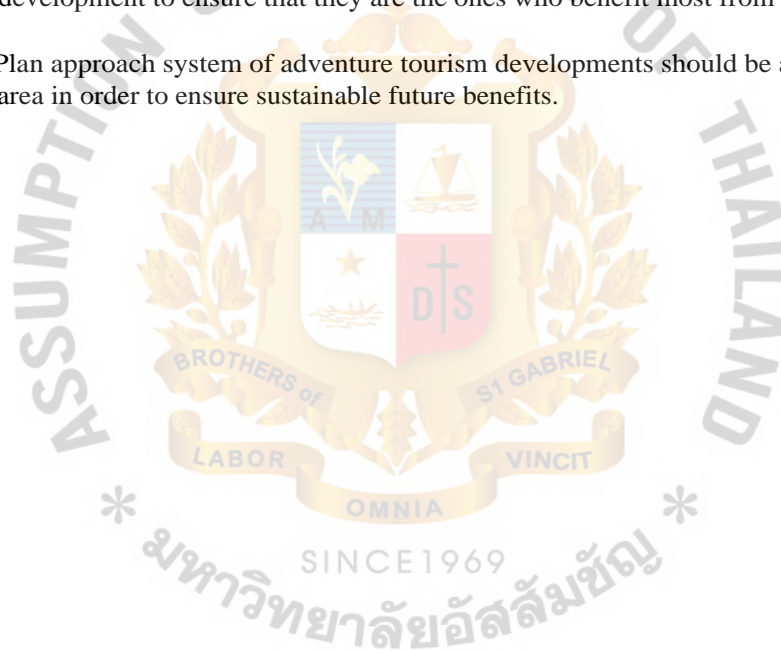 development to ensure that they are the ones who benefit most from
Plan approach system of adventure tourism developments should be a
area in order to ensure sustainable future benefits.
ASSUMPTION
OF THAILAND
A M
D S
BROTHERS of
St GABRIEL
LABOR
VINCIT
OMNIA
* *
SINCE1969
มหาวิทยาลัยอัสสัมชัญ